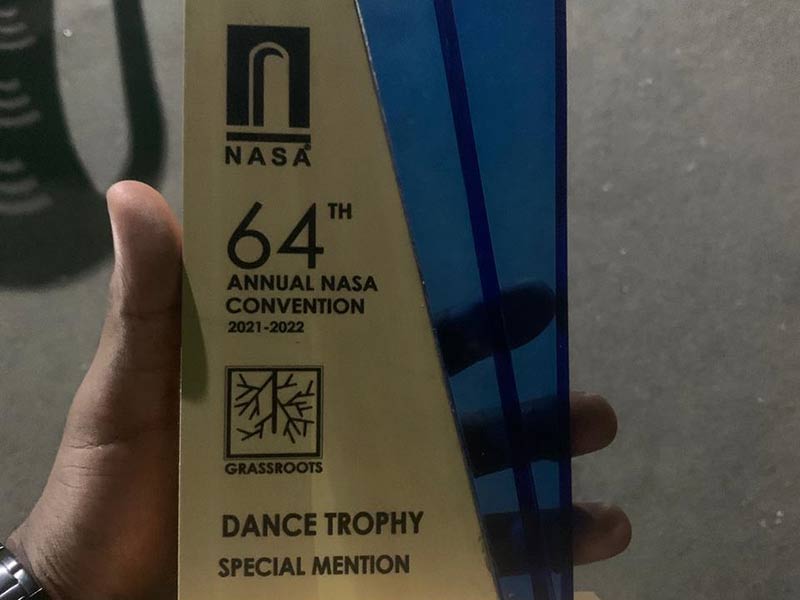 NASA
64TH
ANNUAL NASA
CONVENTION
2021-2022
GRASSROOTS
DANCE TROPHY
SPECIAL MENTION